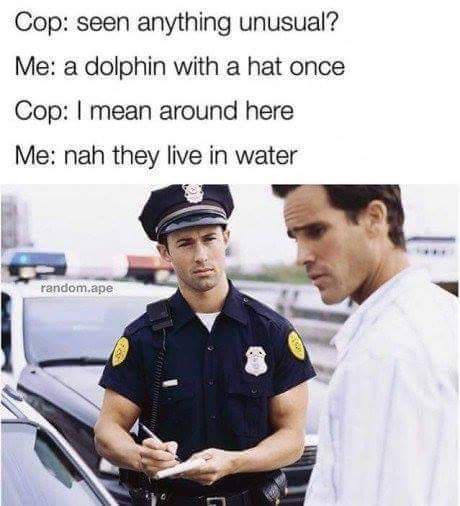 Cop: seen anything unusual?
Me: a dolphin with a hat once
Cop: I mean around here
Me: nah they live in water
random.ape